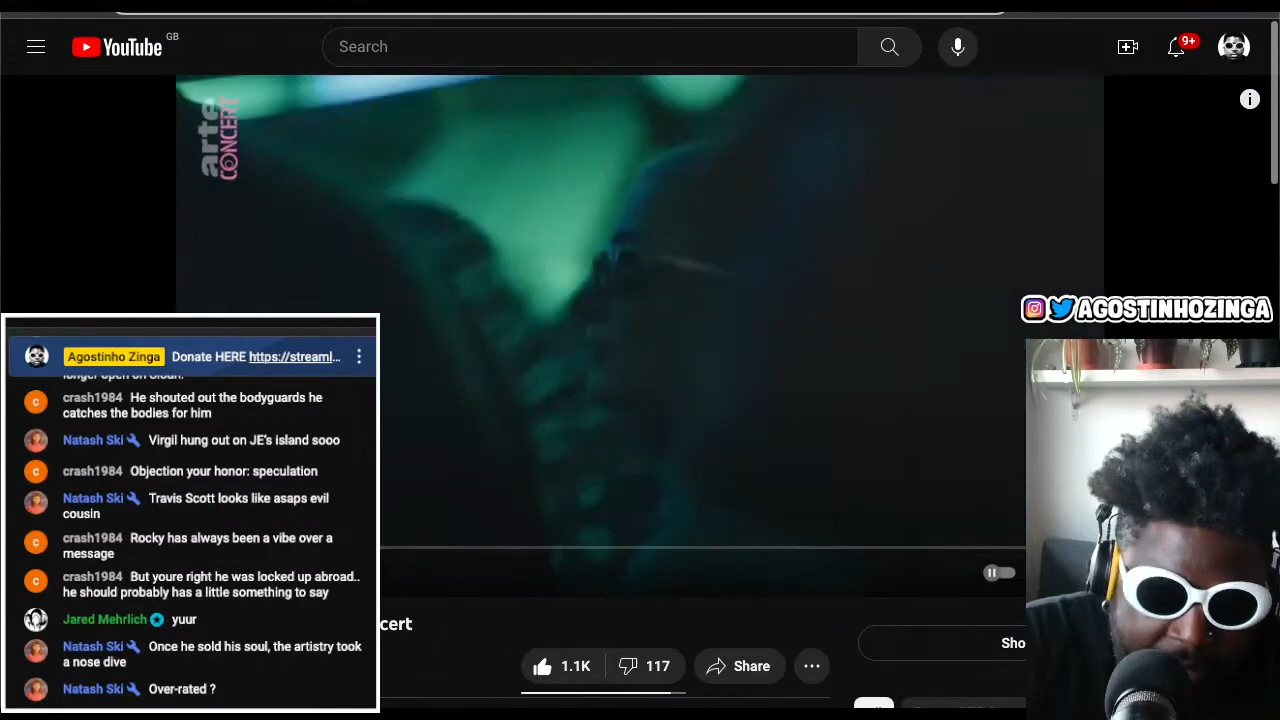 YouTube GB
Search
9+
arte
CONCERT
AGOSTINHOZINGA
Agostinho Zinga Donate HERE https://streaml...
crash1984 He shouted out the bodyguards he
catches the bodies for him
Natash Ski Virgil hung out on JE's island sooo
crash1984 Objection your honor: speculation
Natash Ski Travis Scott looks like asaps evil
cousin
crash1984 Rocky has always been a vibe over a
message
crash1984 But youre right he was locked up abroad..
he should probably has a little something to say
Jared Mehrlich yuur
Natash Ski Once he sold his soul, the artistry took
a nose dive
Natash Ski Over-rated ?
cert
Sho
1.1K 117 Share